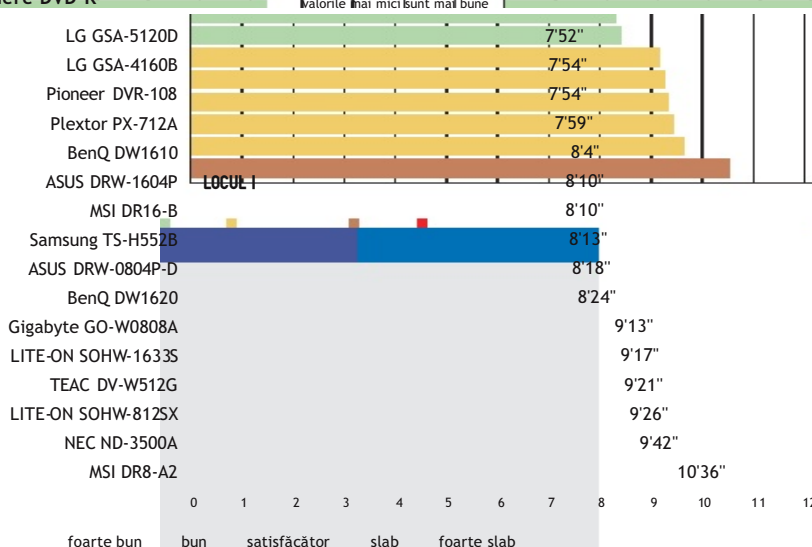 DVD-R
valorile mai mici sunt mai bune
LG GSA-5120D 7'52"
LG GSA-4160B 7'54"
Pioneer DVR-108 7'54"
Plextor PX-712A 7'59"
BenQ DW1610 8'4"
ASUS DRW-1604P LOCUL I 8'10"
MSI DR16-B 8'10"
Samsung TS-H552B 8'13"
ASUS DRW-0804P-D 8'18"
BenQ DW1620 8'24"
Gigabyte GO-W0808A 9'13"
LITE-ON SOHW-1633S 9'17"
TEAC DV-W512G 9'21"
LITE-ON SOHW-812SX 9'26"
NEC ND-3500A 9'42"
MSI DR8-A2 10'36"
0 1 2 3 4 5 6 7 8 9 10 11 12
foarte bun bun satisfăcător slab foarte slab